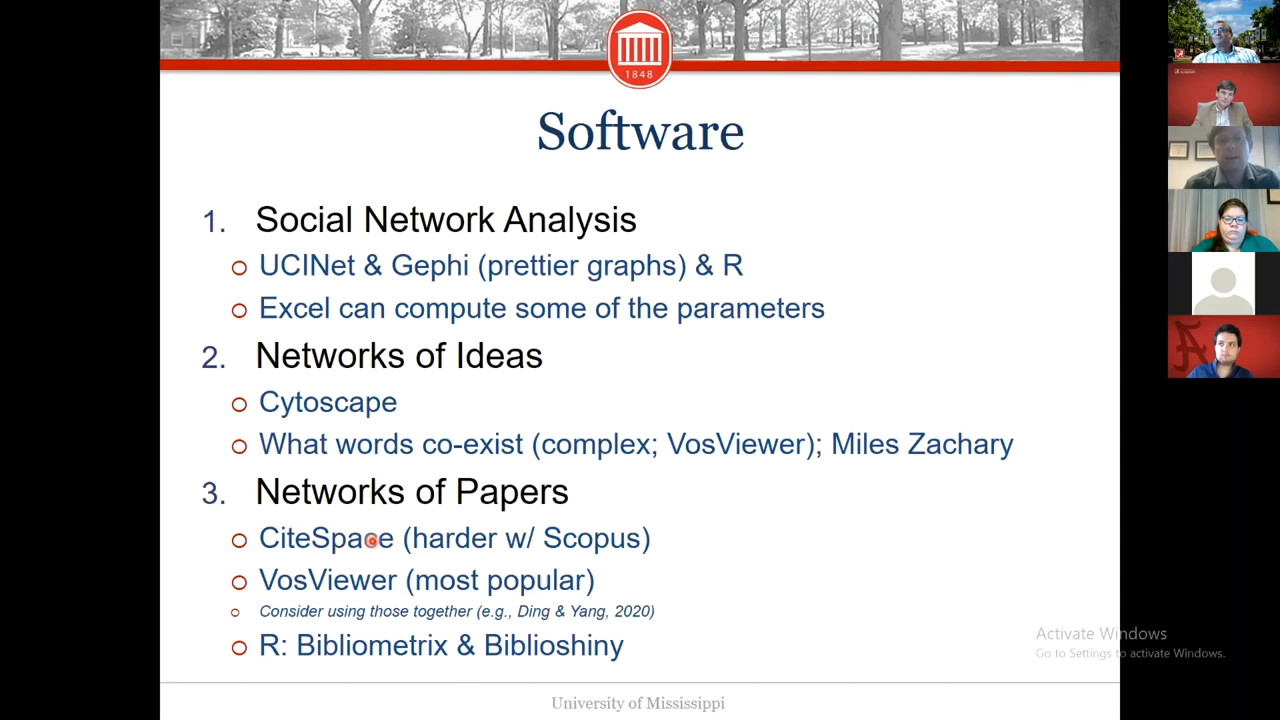 1848
Software
1. Social Network Analysis
UCINet & Gephi (prettier graphs) & R
Excel can compute some of the parameters
2. Networks of Ideas
Cytoscape
What words co-exist (complex; VosViewer); Miles Zachary
3. Networks of Papers
CiteSpace (harder w/ Scopus)
VosViewer (most popular)
Consider using those together (e.g., Ding & Yang, 2020)
R: Bibliometrix & Biblioshiny
University of Mississippi
Activate Windows
Go to Settings to activate Windows.